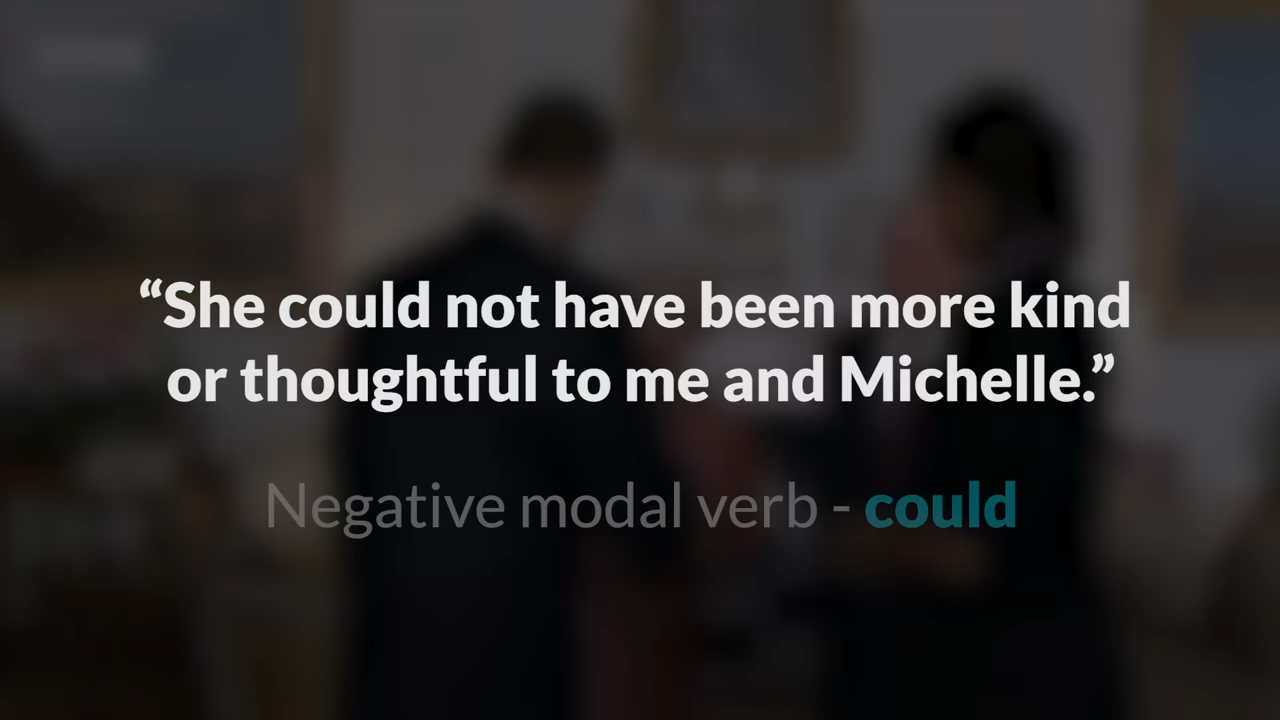 “She could not have been more kind
or thoughtful to me and Michelle.”
Negative modal verb - could